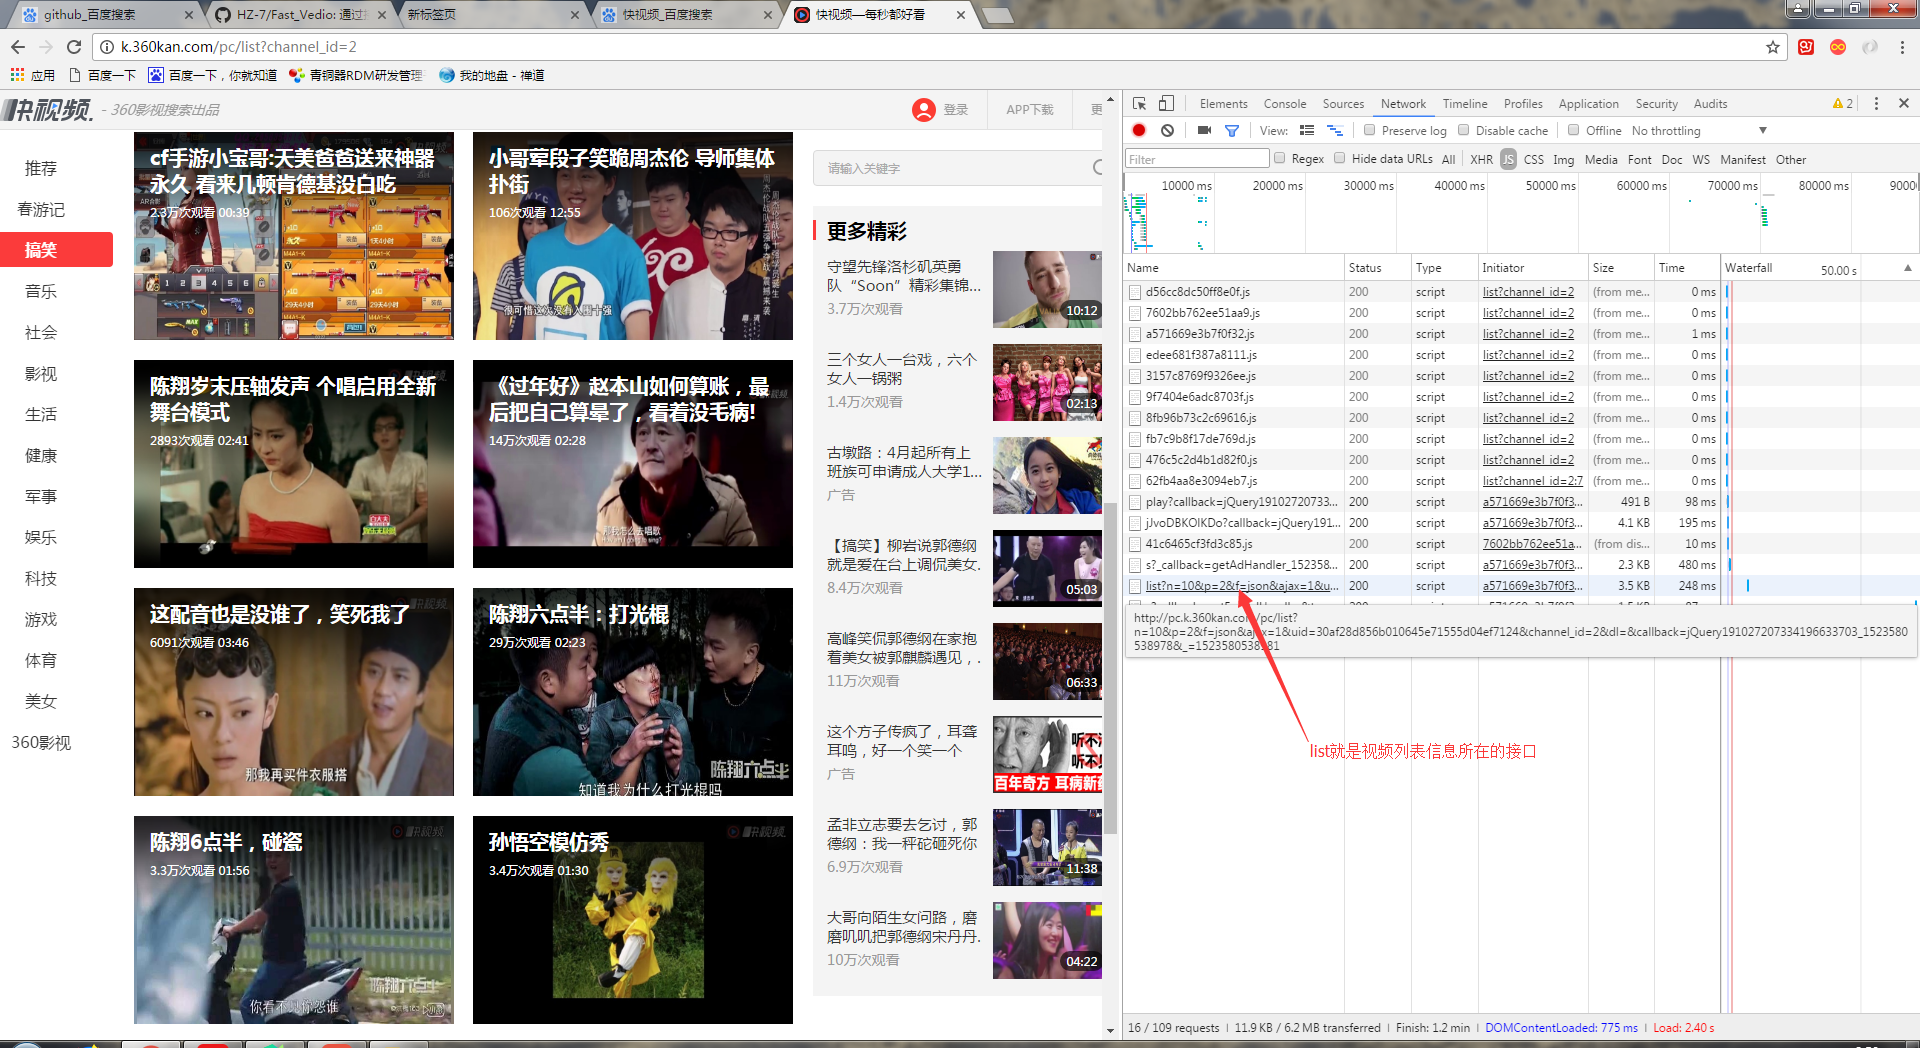 github_百度搜索
HZ-7/Fast_Vedio: 通过
新标签页
快视频_百度搜索
快视频—每秒都好看
k.360kan.com/pc/list?channel_id=2
应用
百度一下
百度一下，你就知道
青铜器RDM研发管理
我的地盘 - 禅道
快视频.
- 360影视搜索出品
登录
APP下载
更
推荐
春游记
搞笑
音乐
社会
影视
生活
健康
军事
娱乐
科技
游戏
体育
美女
360影视
cf手游小宝哥:天美爸爸送来神器
永久 看来几顿肯德基没白吃
2.3万次观看 00:39
小哥荤段子笑跪周杰伦 导师集体
扑街
106次观看 12:55
很可惜这次没有入围十强
陈翔岁末压轴发声 个唱启用全新
舞台模式
2893次观看 02:41
《过年好》赵本山如何算账，最
后把自己算晕了，看着没毛病!
14万次观看 02:28
那我怎么去唱歌
这配音也是没谁了，笑死我了
6091次观看 03:46
那我再买件衣服搭
陈翔六点半：打光棍
29万次观看 02:23
陈翔六点半
知道我为什么打光棍吗
陈翔6点半，碰瓷
3.3万次观看 01:56
陈翔六点半
你看不见你怨谁
孙悟空模仿秀
3.4万次观看 01:30
请输入关键字
更多精彩
守望先锋洛杉矶英勇
队“Soon”精彩集锦...
3.7万次观看
10:12
三个女人一台戏，六个
女人一锅粥
1.4万次观看
02:13
古墩路：4月起所有上
班族可申请成人大学1...
广告
【搞笑】柳岩说郭德纲
就是爱在台上调侃美女.
8.4万次观看
05:03
高峰笑侃郭德纲在家抱
着美女被郭麒麟遇见，.
11万次观看
06:33
这个方子传疯了，耳聋
耳鸣，好一个笑一个
广告
听不清
百年奇方 耳病新
孟非立志要去乞讨，郭
德纲：我一秤砣砸死你
6.9万次观看
11:38
大哥向陌生女问路，磨
磨叽叽把郭德纲宋丹丹.
10万次观看
04:22
Elements Console Sources Network Timeline Profiles Application Security Audits 2
View: Preserve log Disable cache Offline No throttling
Filter Regex Hide data URLs All XHR JS CSS Img Media Font Doc WS Manifest Other
10000 ms 20000 ms 30000 ms 40000 ms 50000 ms 60000 ms 70000 ms 80000 ms 9000
Name Status Type Initiator Size Time Waterfall 50.00 s
d56cc8dc50ff8e0f.js 200 script list?channel_id=2 (from me... 0 ms
7602bb762ee51aa9.js 200 script list?channel_id=2 (from me... 0 ms
a571669e3b7f0f32.js 200 script list?channel_id=2 (from me... 1 ms
edee681f387a8111.js 200 script list?channel_id=2 (from me... 0 ms
3157c8769f9326ee.js 200 script list?channel_id=2 (from me... 0 ms
9f7404e6adc8703f.js 200 script list?channel_id=2 (from me... 0 ms
8fb96b73c2c69616.js 200 script list?channel_id=2 (from me... 0 ms
fb7c9b8f17de769d.js 200 script list?channel_id=2 (from me... 0 ms
476c5c2d4b1d82f0.js 200 script list?channel_id=2 (from me... 0 ms
62fb4aa8e3094eb7.js 200 script list?channel_id=2:7 (from me... 0 ms
play?callback=jQuery19102720733... 200 script a571669e3b7f0f3... 491 B 98 ms
jJvoDBKOlKDo?callback=jQuery191... 200 script a571669e3b7f0f3... 4.1 KB 195 ms
41c6465cf3fd3c85.js 200 script 7602bb762ee51a... (from dis... 10 ms
s?_callback=getAdHandler_152358... 200 script a571669e3b7f0f3... 2.3 KB 480 ms
list?n=10&p=2&f=json&ajax=1&u... 200 script a571669e3b7f0f3... 3.5 KB 248 ms
http://pc.k.360kan.com/pc/list?
n=10&p=2&f=json&ajax=1&uid=30af28d856b010645e71555d04ef7124&channel_id=2&dl=&callback=jQuery191027207334196633703_1523580
538978&_=1523580538981
list就是视频列表信息所在的接口
16 / 109 requests | 11.9 KB / 6.2 MB transferred | Finish: 1.2 min | DOMContentLoaded: 775 ms | Load: 2.40 s